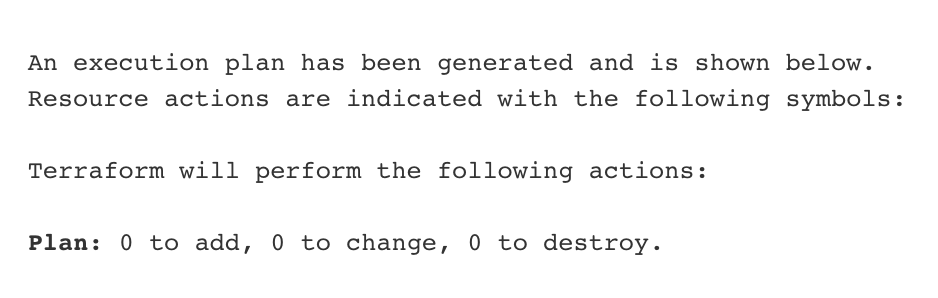 An execution plan has been generated and is shown below.
Resource actions are indicated with the following symbols:
Terraform will perform the following actions:
Plan: 0 to add, 0 to change, 0 to destroy.